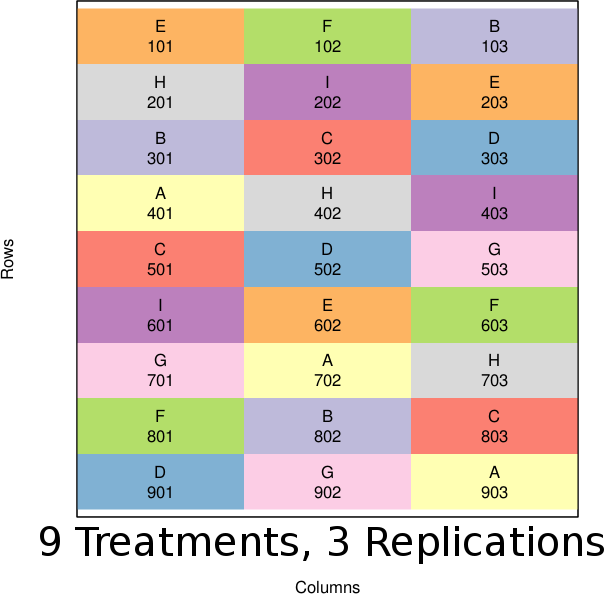 E F B
101 102 103
H I E
201 202 203
B C D
301 302 303
A H I
401 402 403
C D G
501 502 503
I E F
601 602 603
G A H
701 702 703
F B C
801 802 803
D G A
901 902 903
Rows
9 Treatments, 3 Replications
Columns